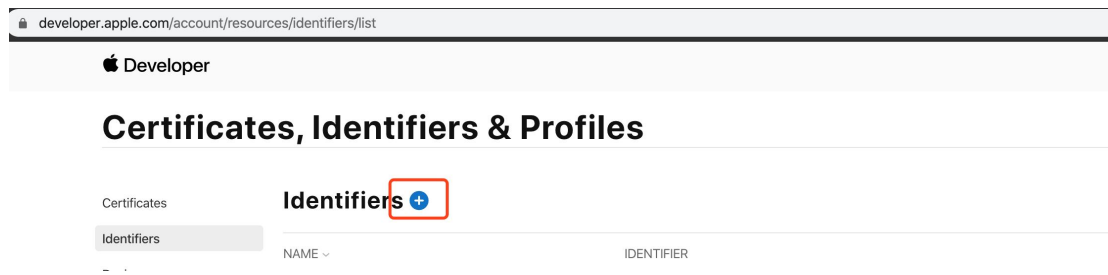 developer.apple.com/account/resources/identifiers/list
Developer
Certificates, Identifiers & Profiles
Certificates
Identifiers
Identifiers
NAME
IDENTIFIER